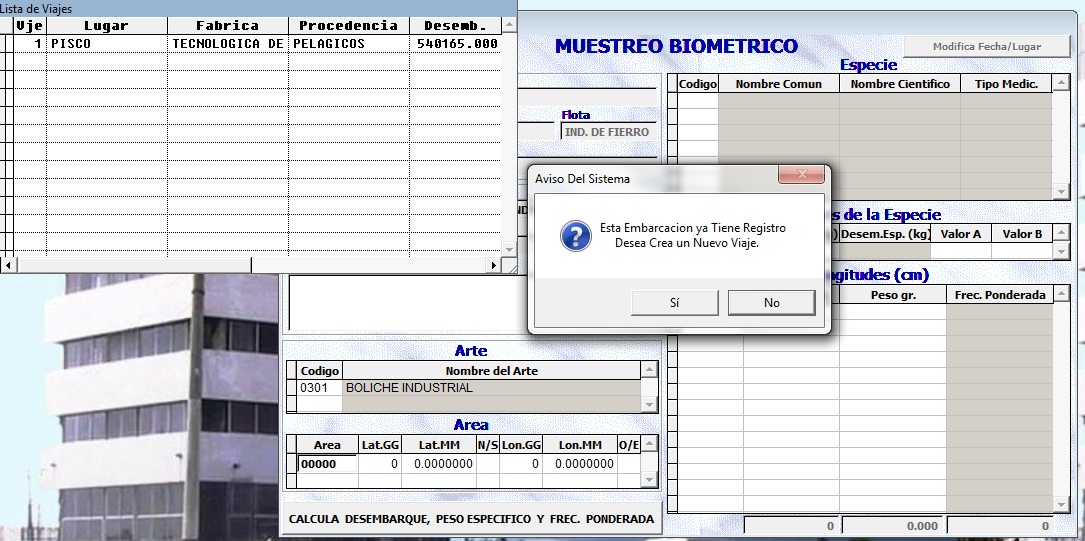 Lista de Viajes
Vje Lugar Fabrica Procedencia Desemb.
1 PISCO TECNOLOGICA DE PELAGICOS 540165.000
MUESTREO BIOMETRICO
Modifica Fecha/Lugar
Especie
Codigo Nombre Comun Nombre Cientifico Tipo Medic.
Flota
IND. DE FIERRO
Aviso Del Sistema
Esta Embarcacion ya Tiene Registro
Desea Crea un Nuevo Viaje.
Sí No
s de la Especie
) Desem.Esp. (kg) Valor A Valor B
gitudes (cm)
Peso gr. Frec. Ponderada
Arte
Codigo Nombre del Arte
0301 BOLICHE INDUSTRIAL
Area
Area Lat.GG Lat.MM N/S Lon.GG Lon.MM O/E
00000 0 0.0000000 0 0.0000000
CALCULA DESEMBARQUE, PESO ESPECIFICO Y FREC. PONDERADA
0 0.000 0